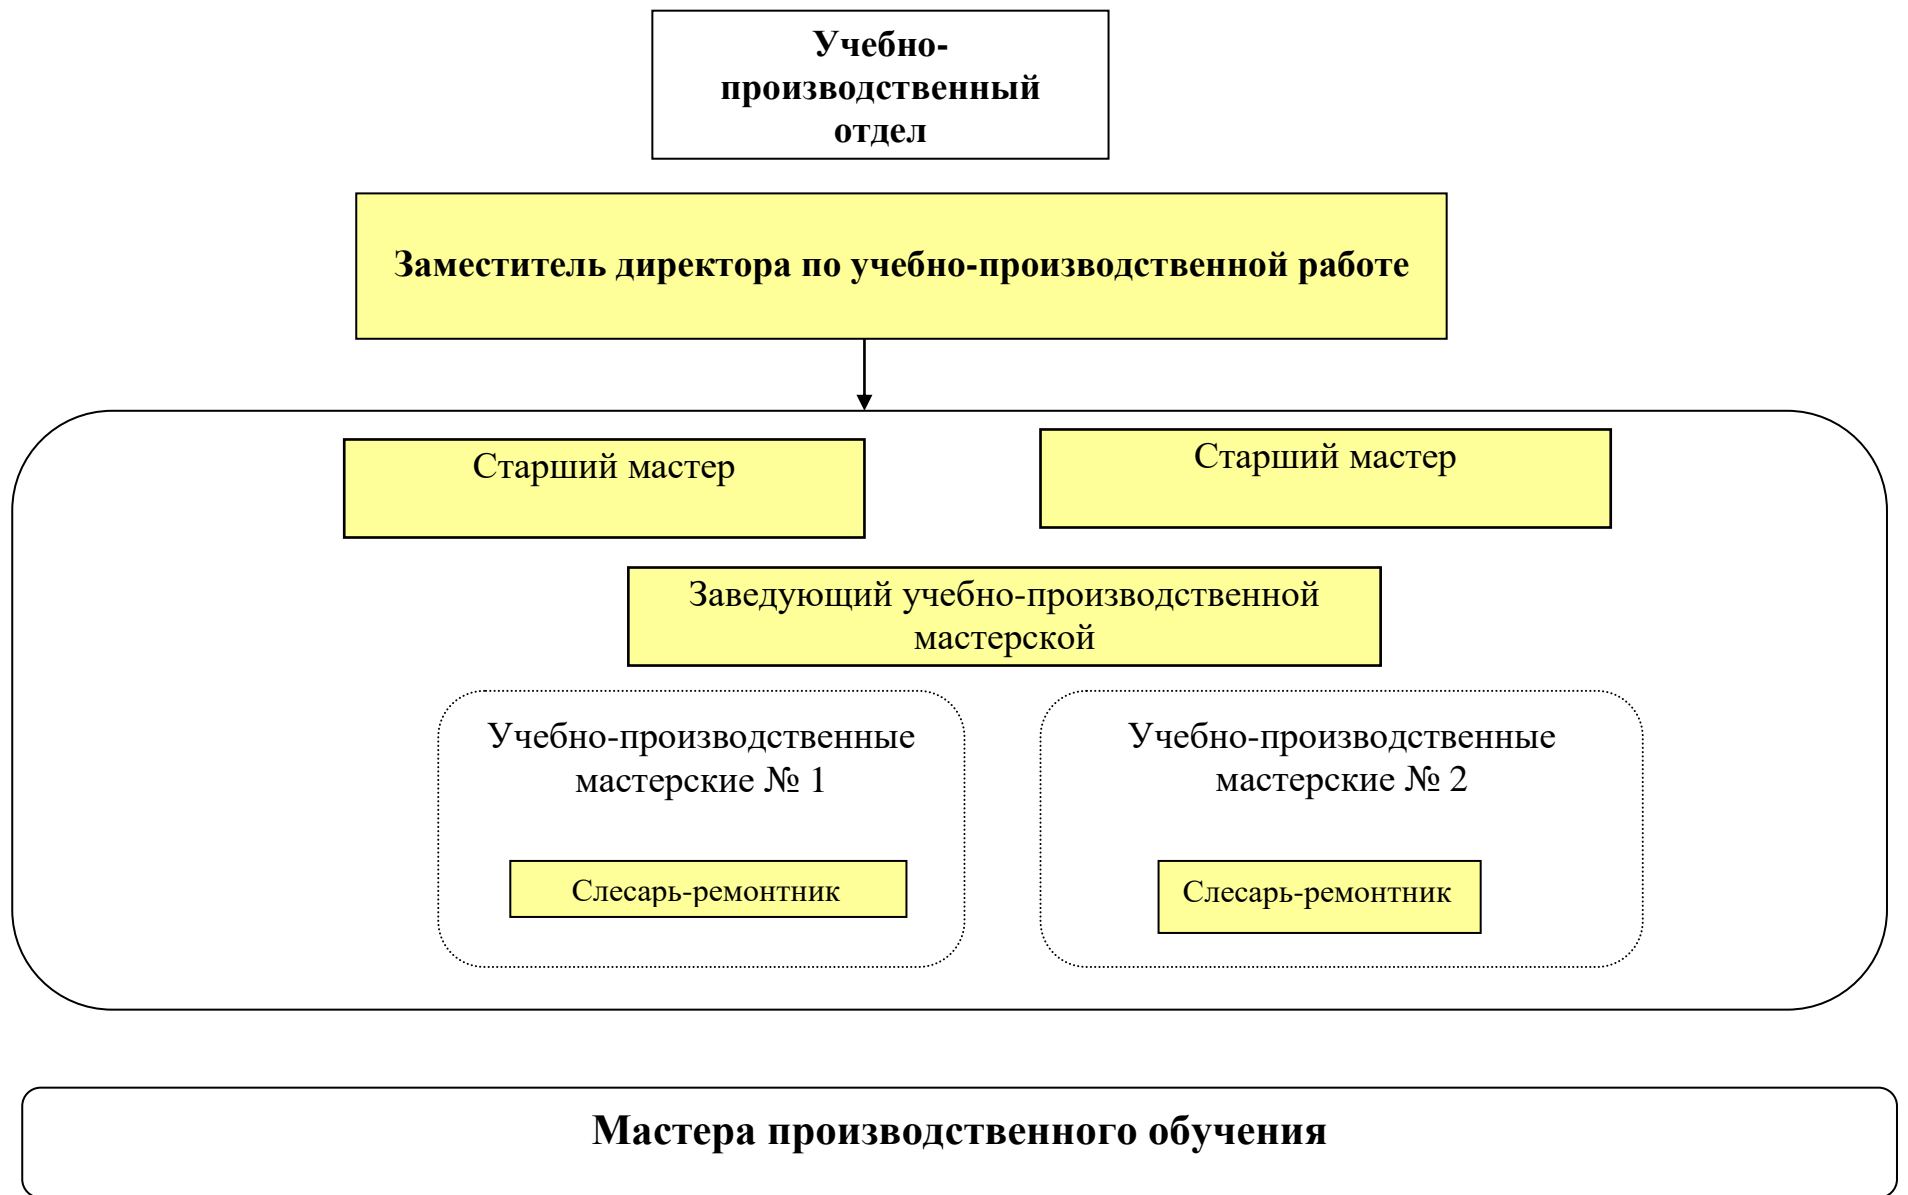 Учебно-
производственный
отдел
Заместитель директора по учебно-производственной работе
Старший мастер
Старший мастер
Заведующий учебно-производственной
мастерской
Учебно-производственные
мастерские № 1
Слесарь-ремонтник
Учебно-производственные
мастерские № 2
Слесарь-ремонтник
Мастера производственного обучения